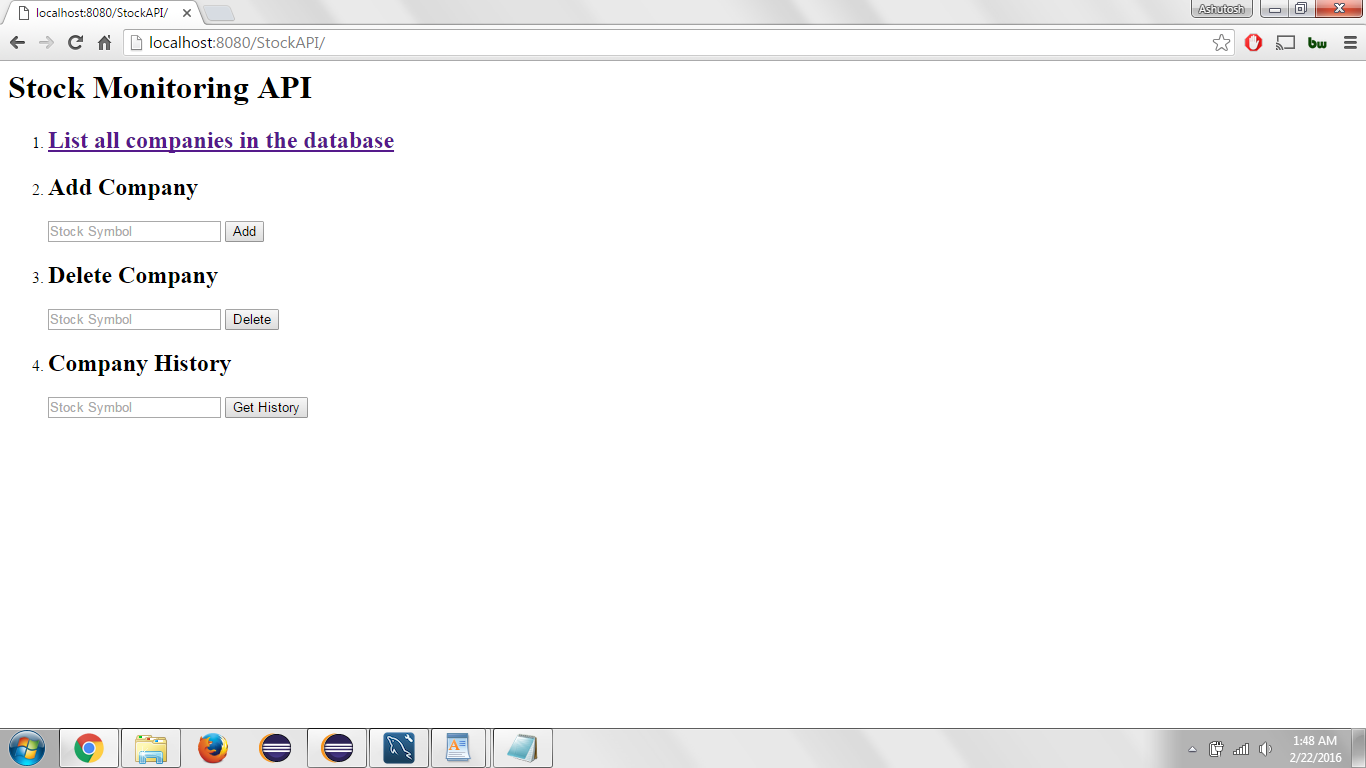 localhost:8080/StockAPI/
Ashutosh
localhost:8080/StockAPI/
bw
Stock Monitoring API
1. List all companies in the database
2. Add Company
Stock Symbol Add
3. Delete Company
Stock Symbol Delete
4. Company History
Stock Symbol Get History
1:48 AM
2/22/2016